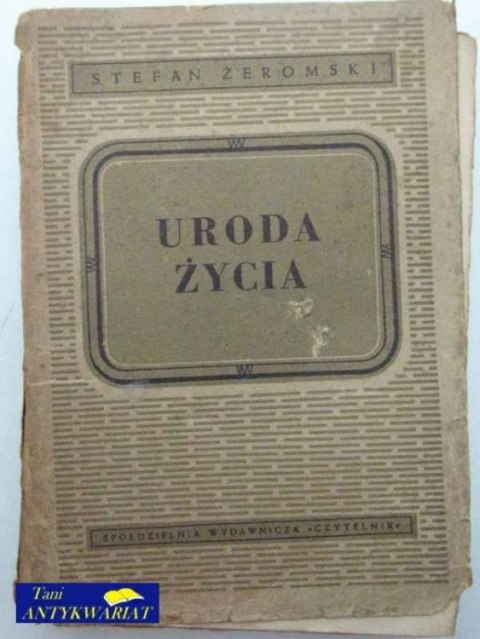 STEFAN ŻEROMSKI
URODA
ŻYCIA
SPÓŁDZIELNIA WYDAWNICZA »CZYTELNIK«
Tani
ANTYKWARIAT